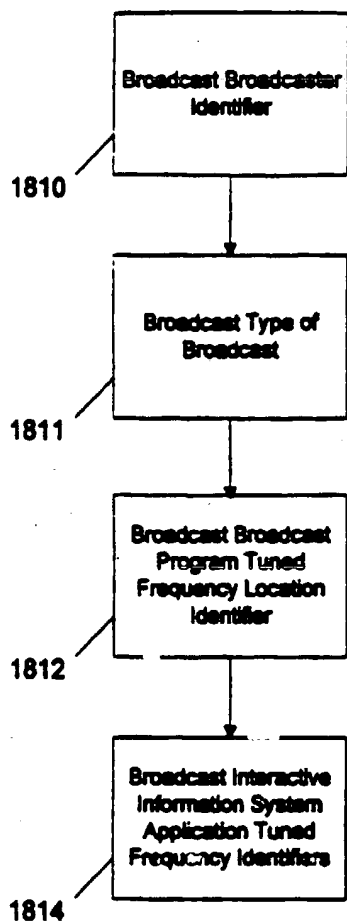 Broadcast Broadcaster
Identifier
1810
Broadcast Type of
Broadcast
1811
Broadcast Broadcast
Program Tuned
Frequency Location
Identifier
1812
Broadcast Interactive
Information System
Application Tuned
Frequency Identifiers
1814